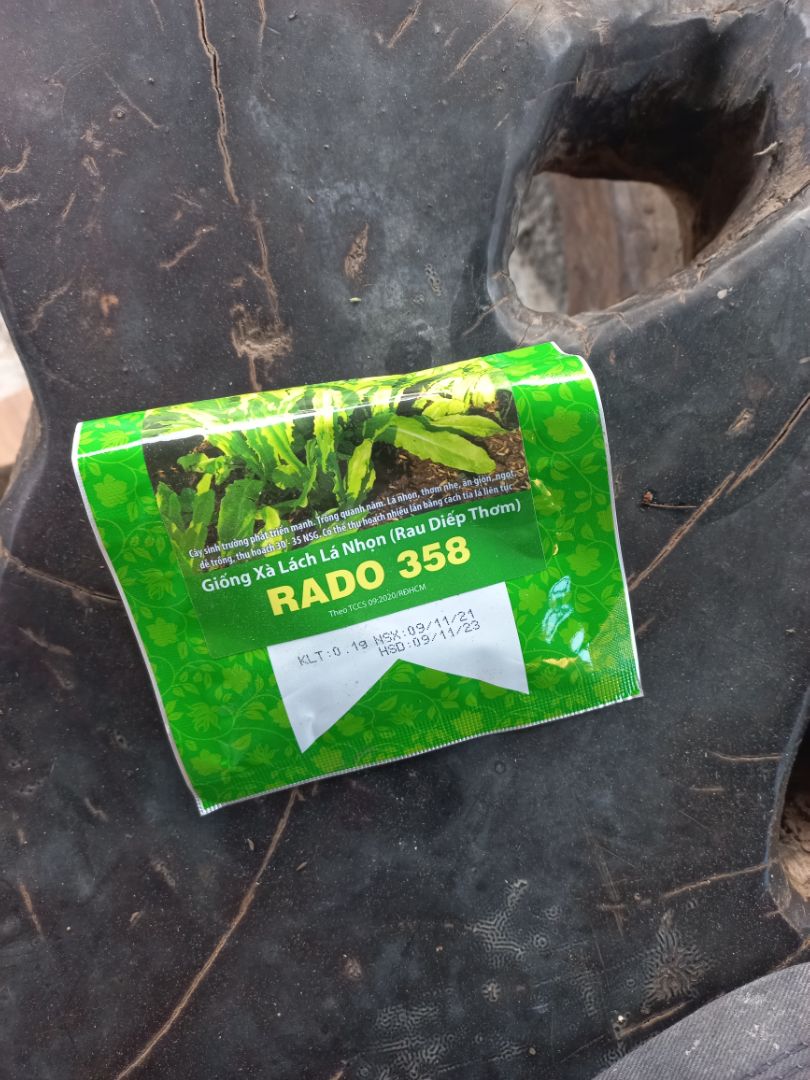 Cây sinh trưởng phát triển mạnh. Trồng quanh năm. Lá nhọn, thơm nhẹ, ăn giòn, ngọt,
dễ trồng, thu hoạch 30 - 35 NSG. Có thể thu hoạch nhiều lần bằng cách tỉa lá liên tục.
Giống Xà Lách Lá Nhọn (Rau Diếp Thơm)
RADO 358
Theo TCCS 09:2020/RĐHCM
KLT:0.1g NSX:09/11/21
HSD:09/11/23